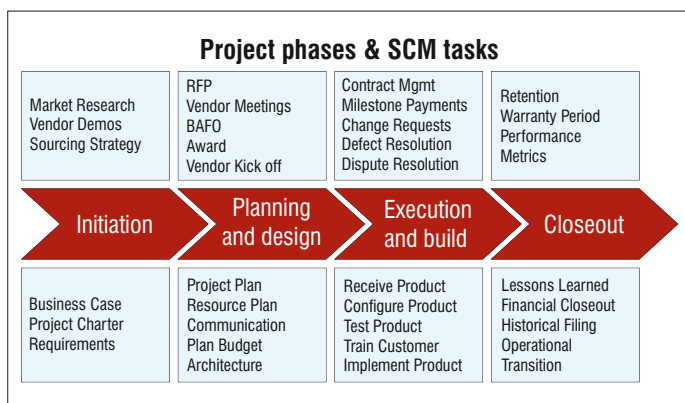 Project phases & SCM tasks
Market Research
Vendor Demos
Sourcing Strategy
RFP
Vendor Meetings
BAFO
Award
Vendor Kick off
Contract Mgmt
Milestone Payments
Change Requests
Defect Resolution
Dispute Resolution
Retention
Warranty Period
Performance
Metrics
Initiation
Planning
and design
Execution
and build
Closeout
Business Case
Project Charter
Requirements
Project Plan
Resource Plan
Communication
Plan Budget
Architecture
Receive Product
Configure Product
Test Product
Train Customer
Implement Product
Lessons Learned
Financial Closeout
Historical Filing
Operational
Transition